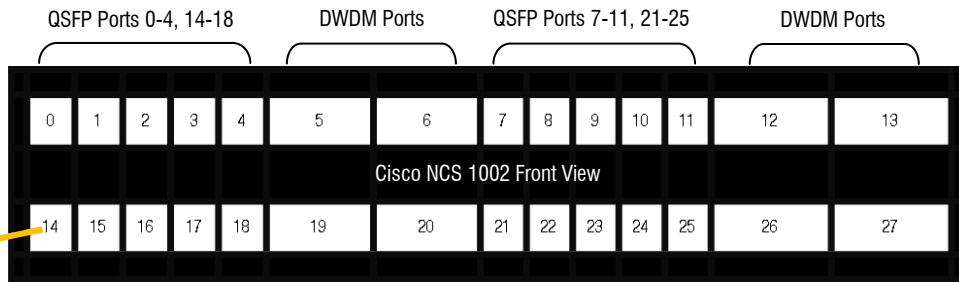 QSFP Ports 0-4, 14-18 DWDM Ports QSFP Ports 7-11, 21-25 DWDM Ports
0 1 2 3 4 5 6 7 8 9 10 11 12 13
Cisco NCS 1002 Front View
14 15 16 17 18 19 20 21 22 23 24 25 26 27